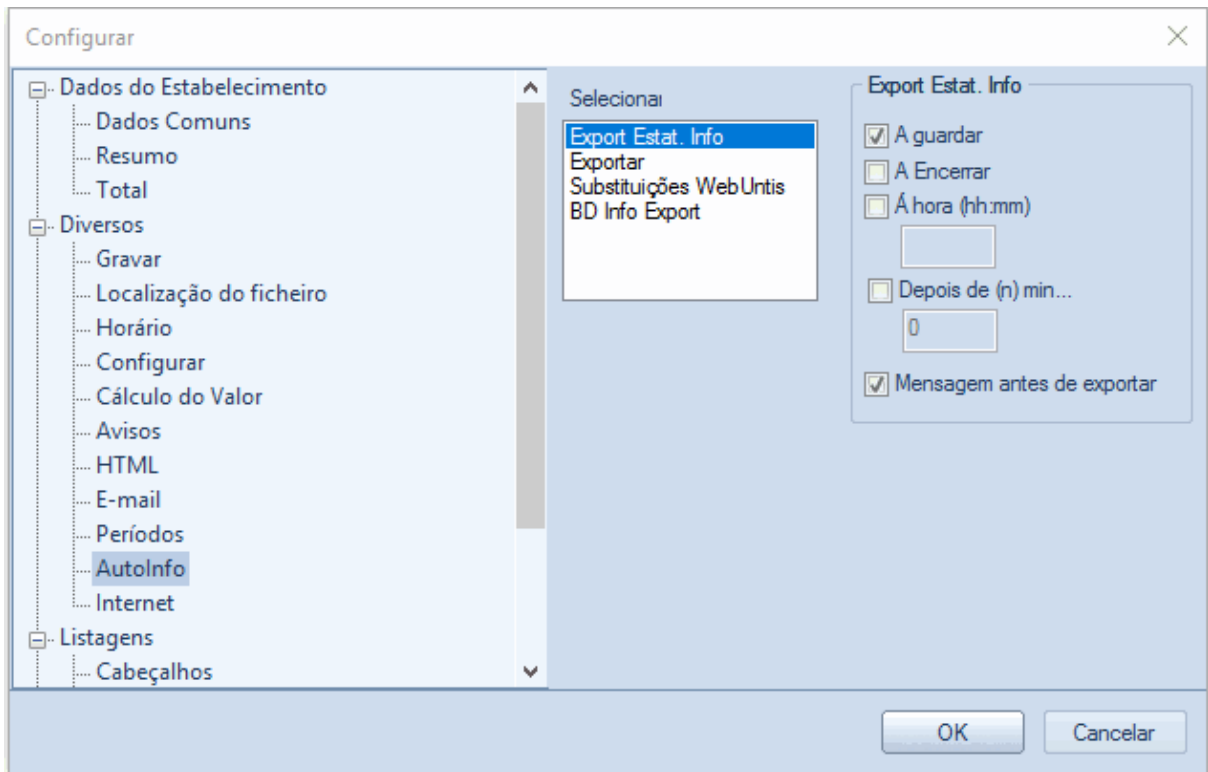 Configurar
Dados do Estabelecimento
Dados Comuns
Resumo
Total
Diversos
Gravar
Localização do ficheiro
Horário
Configurar
Cálculo do Valor
Avisos
HTML
E-mail
Períodos
AutoInfo
Internet
Listagens
Cabeçalhos
Selecionar
Export Estat. Info
Exportar
Substituições WebUntis
BD Info Export
Export Estat. Info
A guardar
A Encerrar
Á hora (hh:mm)
Depois de (n) min...
0
Mensagem antes de exportar
OK
Cancelar